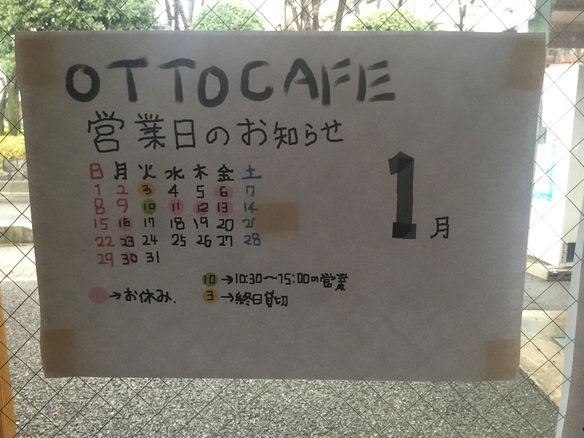 OTTO CAFE
営業日のお知らせ
1月
日 月 火 水 木 金 土
1 2 3 4 5 6 7
8 9 10 11 12 13 14
15 16 17 18 19 20 21
22 23 24 25 26 27 28
29 30 31
10→10:30〜15:00の営業
→お休み. 3→終日貸切